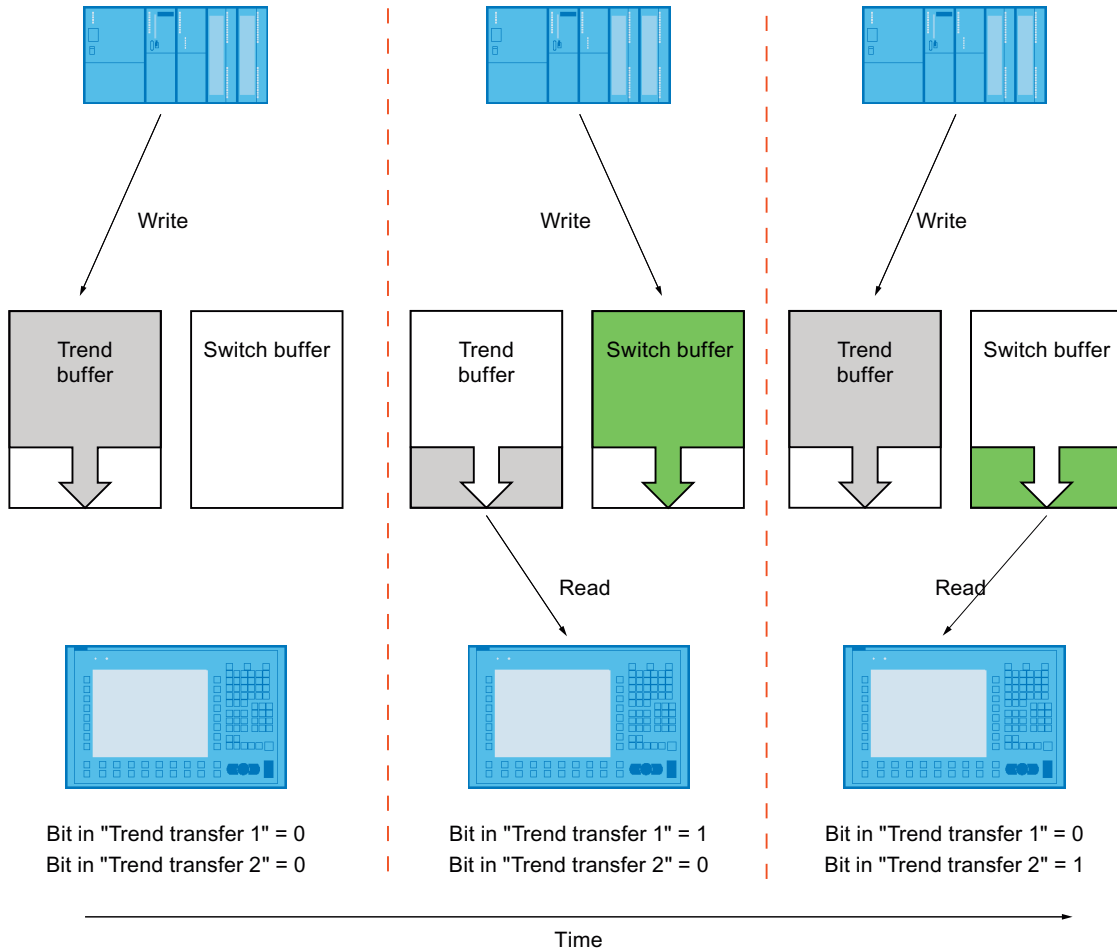 Write
Write
Write
Trend
buffer
Switch buffer
Trend
buffer
Switch buffer
Trend
buffer
Switch buffer
Read
Read
Bit in "Trend transfer 1" = 0
Bit in "Trend transfer 2" = 0
Bit in "Trend transfer 1" = 1
Bit in "Trend transfer 2" = 0
Bit in "Trend transfer 1" = 0
Bit in "Trend transfer 2" = 1
Time